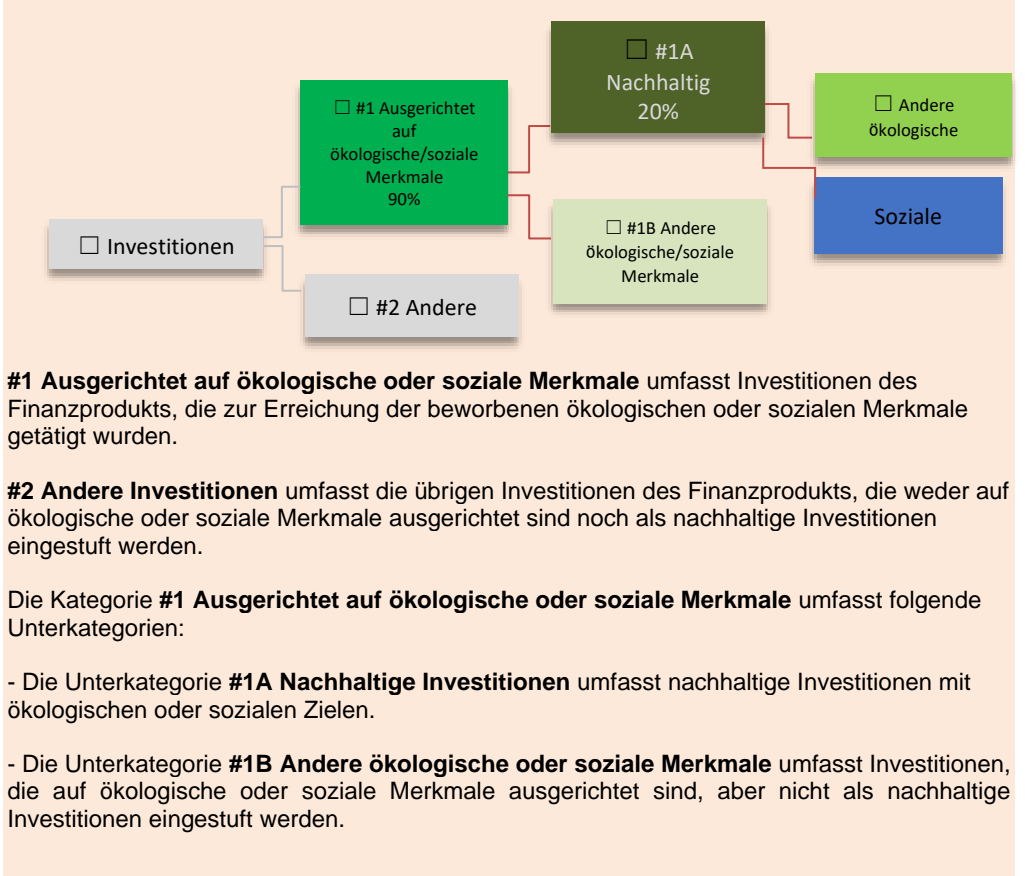 ☐ #1A
Nachhaltig
20%
☐ #1 Ausgerichtet
auf
ökologische/soziale
Merkmale
90%
☐ Andere
ökologische
Soziale
☐ Investitionen
☐ #1B Andere
ökologische/soziale
Merkmale
☐ #2 Andere
#1 Ausgerichtet auf ökologische oder soziale Merkmale umfasst Investitionen des
Finanzprodukts, die zur Erreichung der beworbenen ökologischen oder sozialen Merkmale
getätigt wurden.
#2 Andere Investitionen umfasst die übrigen Investitionen des Finanzprodukts, die weder auf
ökologische oder soziale Merkmale ausgerichtet sind noch als nachhaltige Investitionen
eingestuft werden.
Die Kategorie #1 Ausgerichtet auf ökologische oder soziale Merkmale umfasst folgende
Unterkategorien:
- Die Unterkategorie #1A Nachhaltige Investitionen umfasst nachhaltige Investitionen mit
ökologischen oder sozialen Zielen.
- Die Unterkategorie #1B Andere ökologische oder soziale Merkmale umfasst Investitionen,
die auf ökologische oder soziale Merkmale ausgerichtet sind, aber nicht als nachhaltige
Investitionen eingestuft werden.